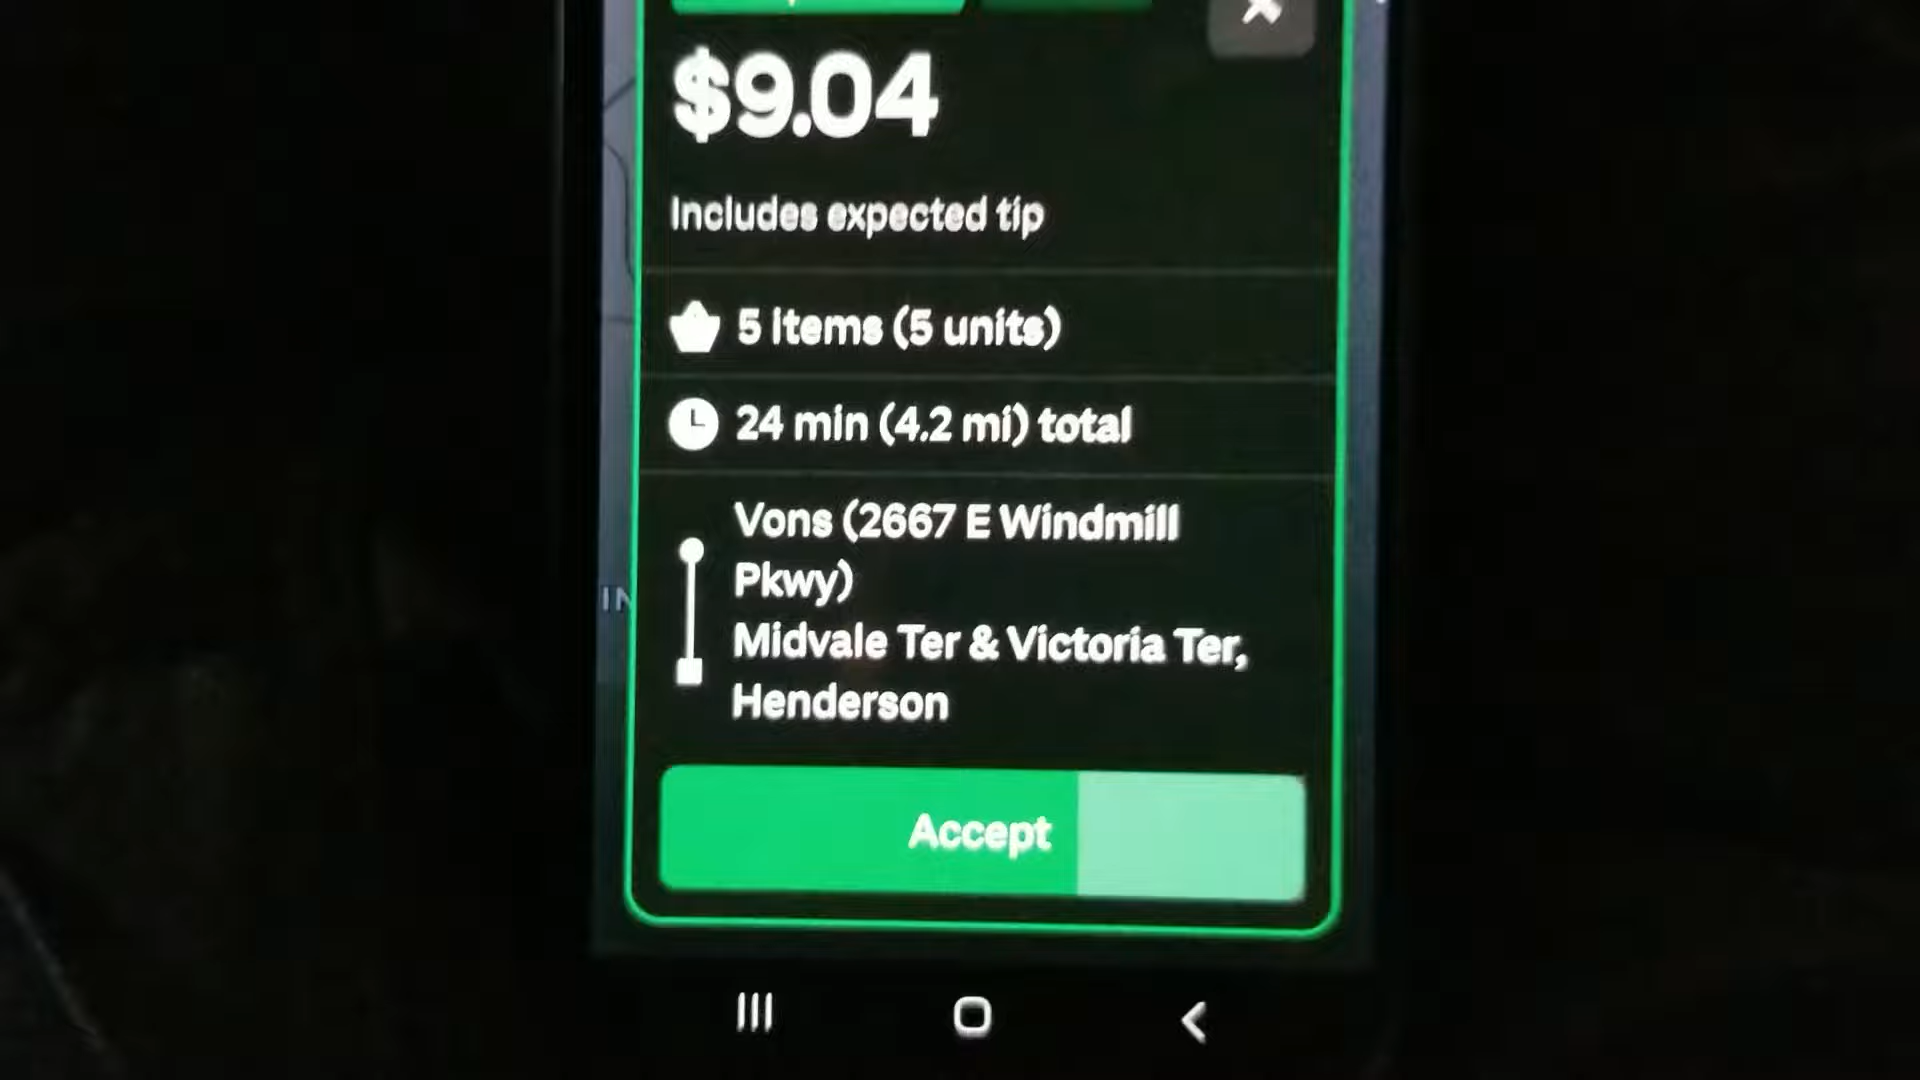 $9.04
Includes expected tip
5 items (5 units)
24 min (4.2 mi) total
Vons (2667 E Windmill
Pkwy)
Midvale Ter & Victoria Ter,
Henderson
Accept
IN